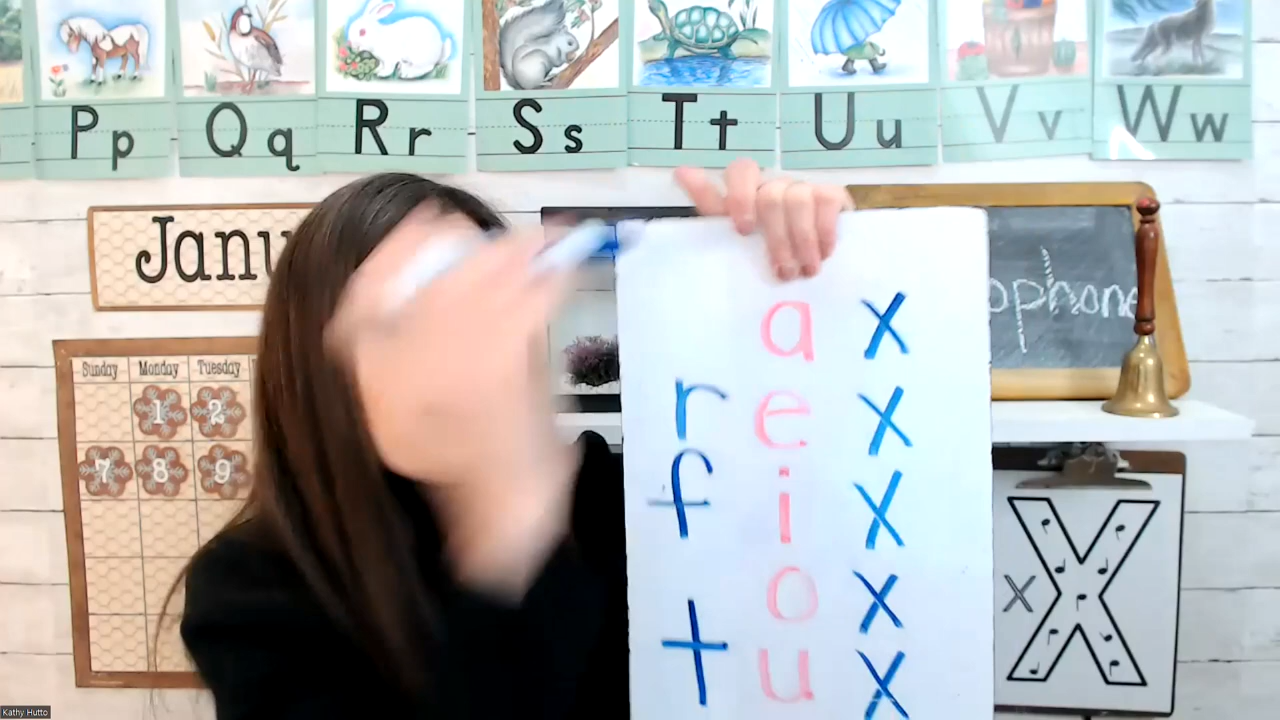 Pp Qq Rr Ss Tt Uu Vv Ww
Janu
ophone
Sunday Monday Tuesday
1 2
7 8 9
a x
r e x
f i x
o x
t u x
x X
Kathy Hutto